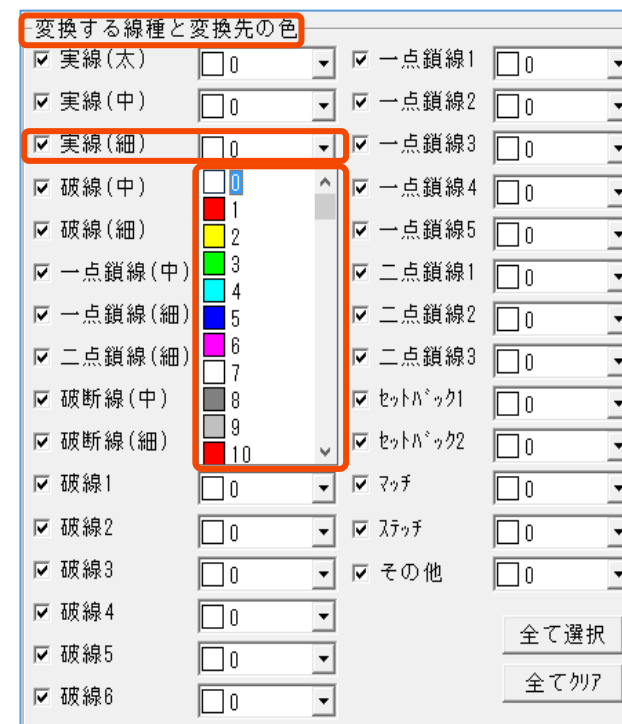 変換する線種と変換先の色
実線(太) 0 一点鎖線1 0
実線(中) 0 一点鎖線2 0
実線(細) 0 一点鎖線3 0
破線(中) 0 一点鎖線4 0
1
破線(細) 2 一点鎖線5 0
一点鎖線(中) 3 二点鎖線1 0
4
一点鎖線(細) 5 二点鎖線2 0
二点鎖線(細) 6 二点鎖線3 0
7
破断線(中) 8 セットバック1 0
破断線(細) 9 セットバック2 0
10
破線1 0 マッチ 0
破線2 0 ステッチ 0
破線3 0 その他 0
破線4 0 全て選択
破線5 0 全てクリア
破線6 0